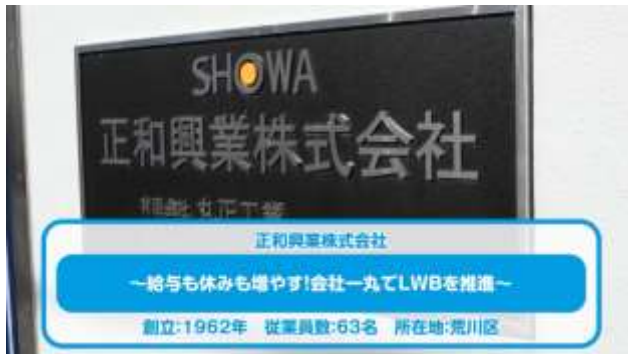 SHOWA
正和興業株式会社
正和興業株式会社
～給与も休みも増やす!会社一丸でLWBを推進～
創立:1962年 従業員数:63名 所在地:荒川区